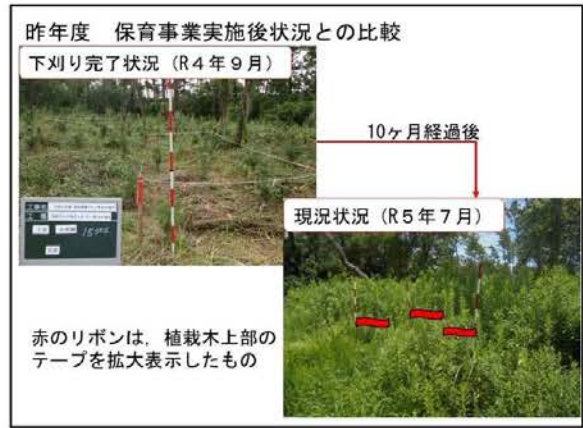 昨年度　保育事業実施後状況との比較
下刈り完了状況（R４年９月）
10ヶ月経過後
現況状況（R５年７月）
赤のリボンは，植栽木上部の
テープを拡大表示したもの